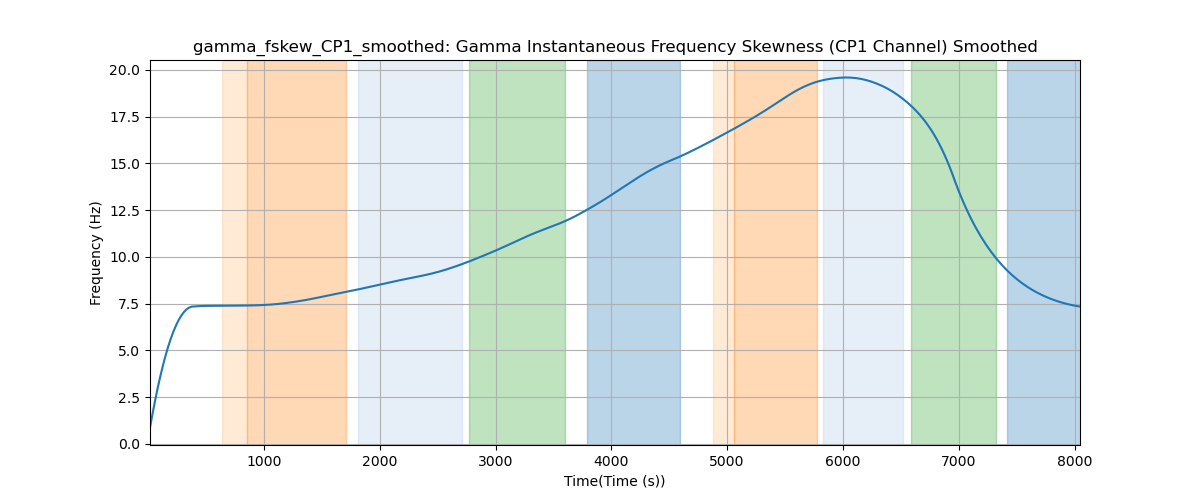 gamma_fskew_CP1_smoothed: Gamma Instantaneous Frequency Skewness (CP1 Channel) Smoothed
20.0
17.5
15.0
12.5
10.0
7.5
5.0
2.5
0.0
Frequency (Hz)
1000 2000 3000 4000 5000 6000 7000 8000
Time(Time (s))